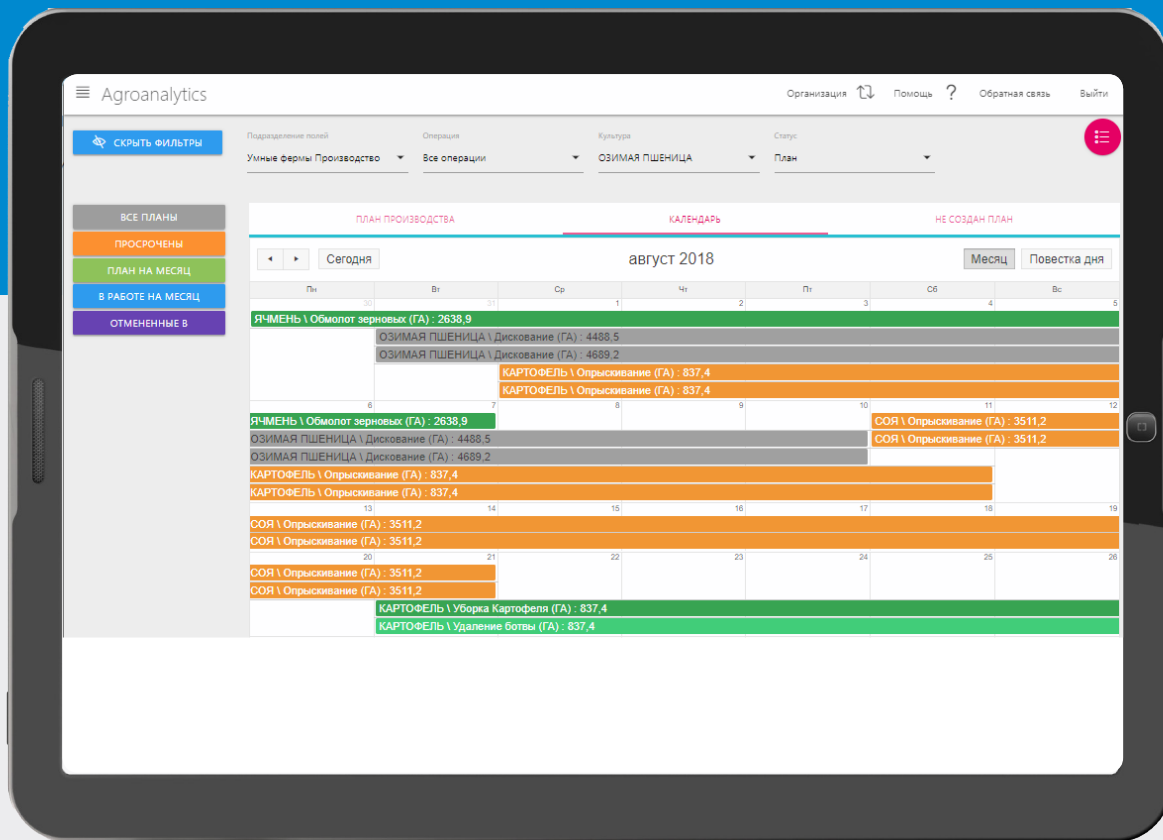 Agroanalytics
Организация Помощь ? Обратная связь Выйти
СКРЫТЬ ФИЛЬТРЫ
Подразделение полей Операция Культура Статус
Умные фермы Производство Все операции ОЗИМАЯ ПШЕНИЦА План
ВСЕ ПЛАНЫ
ПРОСРОЧЕНЫ
ПЛАН НА МЕСЯЦ
В РАБОТЕ НА МЕСЯЦ
ОТМЕНЕННЫЕ В
ПЛАН ПРОИЗВОДСТВА КАЛЕНДАРЬ НЕ СОЗДАН ПЛАН
Сегодня август 2018 Месяц Повестка дня
Пн Вт Ср Чт Пт Сб Вс
30 31 1 2 3 4 5
ЯЧМЕНЬ \ Обмолот зерновых (ГА) : 2638,9
ОЗИМАЯ ПШЕНИЦА \ Дискование (ГА) : 4488,5
ОЗИМАЯ ПШЕНИЦА \ Дискование (ГА) : 4689,2
КАРТОФЕЛЬ \ Опрыскивание (ГА) : 837,4
КАРТОФЕЛЬ \ Опрыскивание (ГА) : 837,4
6 7 8 9 10 11 12
ЯЧМЕНЬ \ Обмолот зерновых (ГА) : 2638,9 СОЯ \ Опрыскивание (ГА) : 3511,2
ОЗИМАЯ ПШЕНИЦА \ Дискование (ГА) : 4488,5 СОЯ \ Опрыскивание (ГА) : 3511,2
ОЗИМАЯ ПШЕНИЦА \ Дискование (ГА) : 4689,2
КАРТОФЕЛЬ \ Опрыскивание (ГА) : 837,4
КАРТОФЕЛЬ \ Опрыскивание (ГА) : 837,4
13 14 15 16 17 18 19
СОЯ \ Опрыскивание (ГА) : 3511,2
СОЯ \ Опрыскивание (ГА) : 3511,2
20 21 22 23 24 25 26
СОЯ \ Опрыскивание (ГА) : 3511,2
СОЯ \ Опрыскивание (ГА) : 3511,2
КАРТОФЕЛЬ \ Уборка Картофеля (ГА) : 837,4
КАРТОФЕЛЬ \ Удаление ботвы (ГА) : 837,4